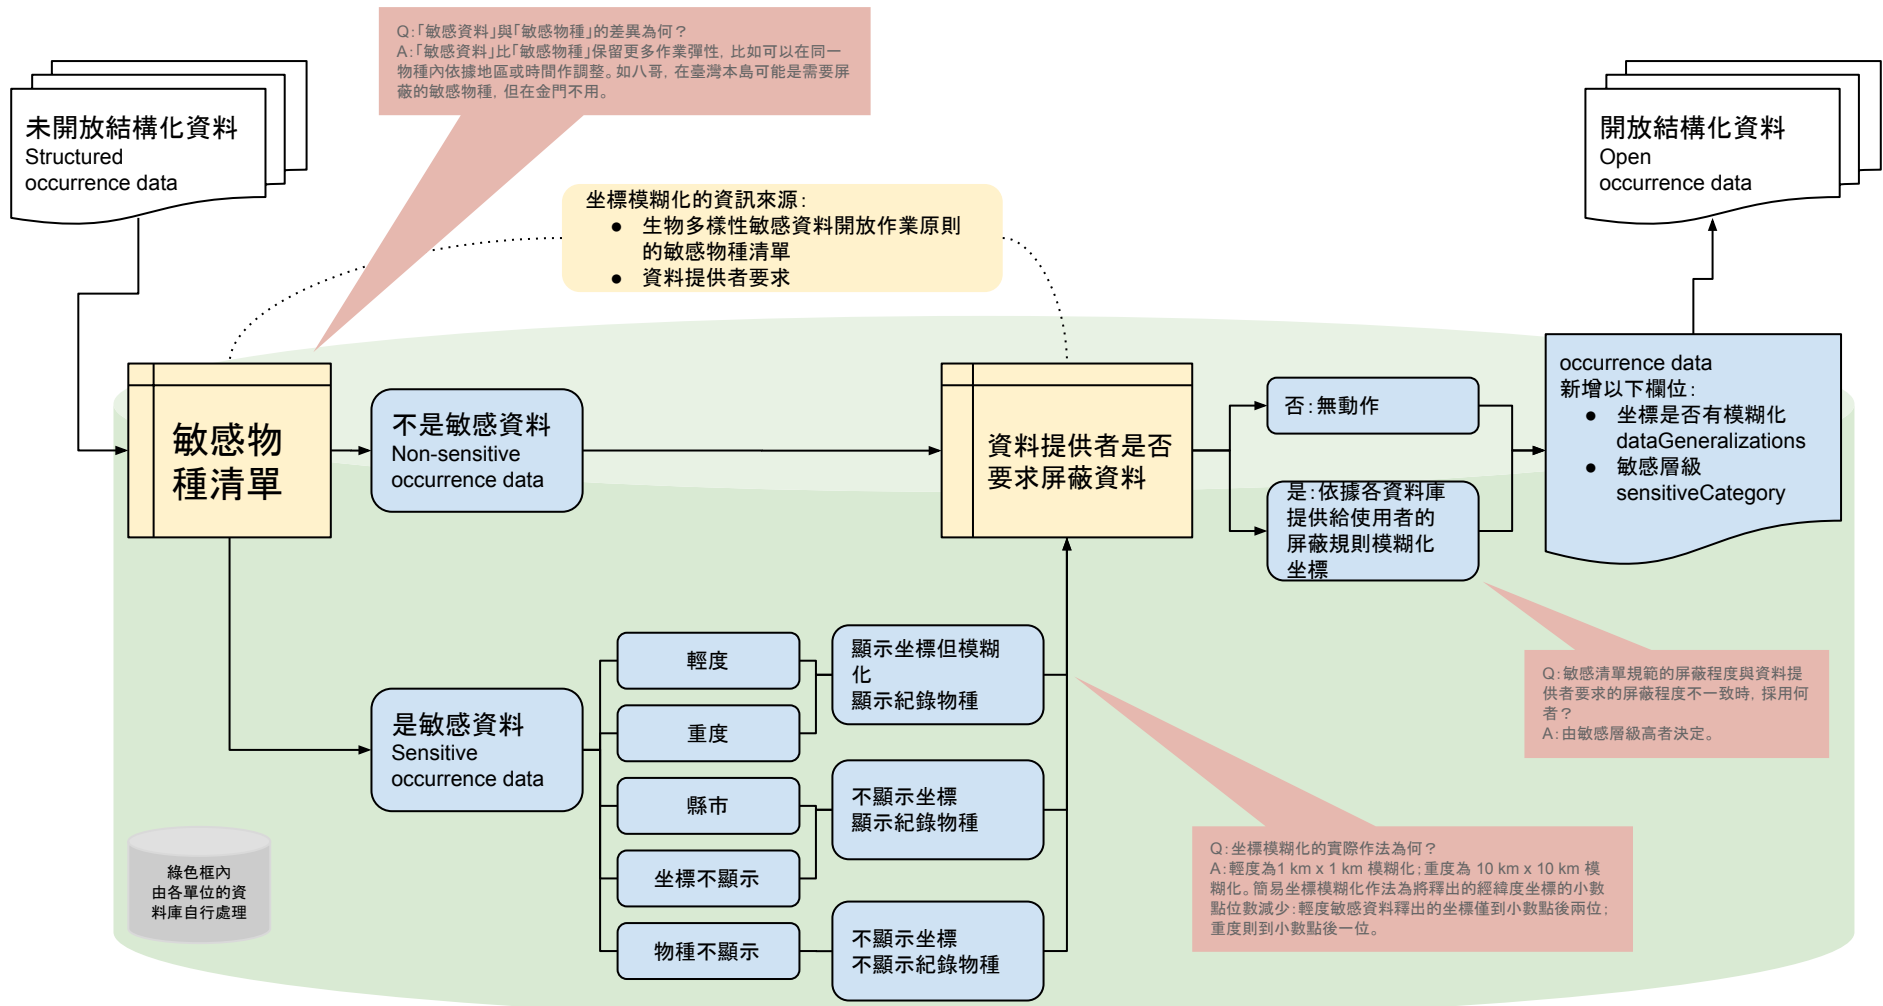 Q:「敏感資料」與「敏感物種」的差異為何？
A:「敏感資料」比「敏感物種」保留更多作業彈性, 比如可以在同一
物種內依據地區或時間作調整。如八哥, 在臺灣本島可能是需要屏
蔽的敏感物種, 但在金門不用。
未開放結構化資料
Structured
occurrence data
開放結構化資料
Open
occurrence data
坐標模糊化的資訊來源:
● 生物多樣性敏感資料開放作業原則
的敏感物種清單
● 資料提供者要求
敏感物
種清單
不是敏感資料
Non-sensitive
occurrence data
資料提供者是否
要求屏蔽資料
否:無動作
是:依據各資料庫
提供給使用者的
屏蔽規則模糊化
坐標
occurrence data
新增以下欄位:
● 坐標是否有模糊化
dataGeneralizations
● 敏感層級
sensitiveCategory
是敏感資料
Sensitive
occurrence data
輕度
重度
縣市
坐標不顯示
物種不顯示
顯示坐標但模糊
化
顯示紀錄物種
不顯示坐標
顯示紀錄物種
不顯示坐標
不顯示紀錄物種
Q:敏感清單規範的屏蔽程度與資料提
供者要求的屏蔽程度不一致時, 採用何
者？
A:由敏感層級高者決定。
Q:坐標模糊化的實際作法為何？
A:輕度為1 km x 1 km 模糊化;重度為 10 km x 10 km 模
糊化。簡易坐標模糊化作法為將釋出的經緯度坐標的小數
點位數減少:輕度敏感資料釋出的坐標僅到小數點後兩位;
重度則到小數點後一位。
綠色框內
由各單位的資
料庫自行處理